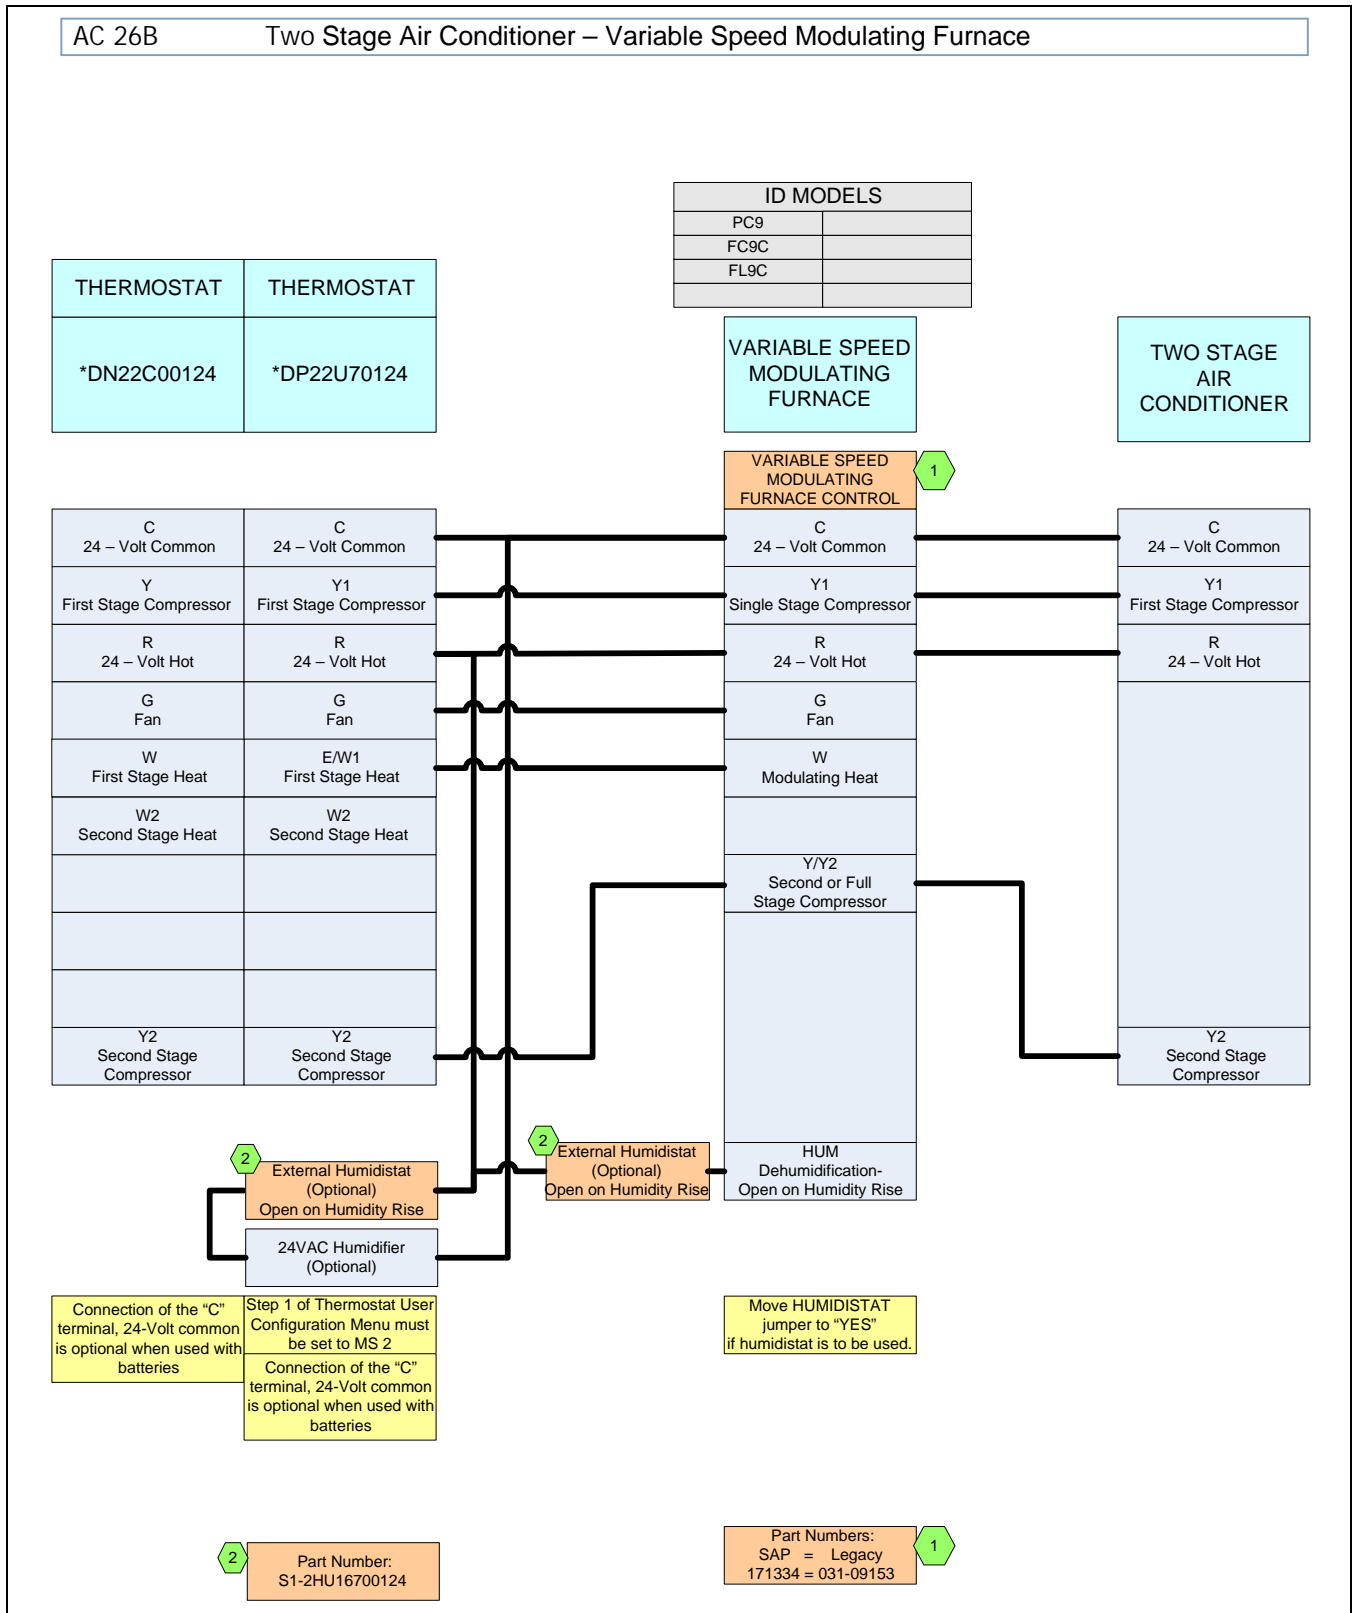 AC 26B Two Stage Air Conditioner – Variable Speed Modulating Furnace
ID MODELS
PC9
FC9C
FL9C
THERMOSTAT THERMOSTAT
*DN22C00124 *DP22U70124
VARIABLE SPEED
MODULATING
FURNACE
TWO STAGE
AIR
CONDITIONER
VARIABLE SPEED
MODULATING
FURNACE CONTROL
1
C
24 – Volt Common
C
24 – Volt Common
C
24 – Volt Common
C
24 – Volt Common
Y
First Stage Compressor
Y1
First Stage Compressor
Y1
Single Stage Compressor
Y1
First Stage Compressor
R
24 – Volt Hot
R
24 – Volt Hot
R
24 – Volt Hot
R
24 – Volt Hot
G
Fan
G
Fan
G
Fan
W
First Stage Heat
E/W1
First Stage Heat
W
Modulating Heat
W2
Second Stage Heat
W2
Second Stage Heat
Y/Y2
Second or Full
Stage Compressor
Y2
Second Stage
Compressor
Y2
Second Stage
Compressor
Y2
Second Stage
Compressor
2
External Humidistat
(Optional)
Open on Humidity Rise
2
External Humidistat
(Optional)
Open on Humidity Rise
HUM
Dehumidification-
Open on Humidity Rise
24VAC Humidifier
(Optional)
Connection of the “C”
terminal, 24-Volt common
is optional when used with
batteries
Step 1 of Thermostat User
Configuration Menu must
be set to MS 2
Connection of the “C”
terminal, 24-Volt common
is optional when used with
batteries
Move HUMIDISTAT
jumper to “YES”
if humidistat is to be used.
2
Part Number:
S1-2HU16700124
Part Numbers:
SAP = Legacy
171334 = 031-09153
1